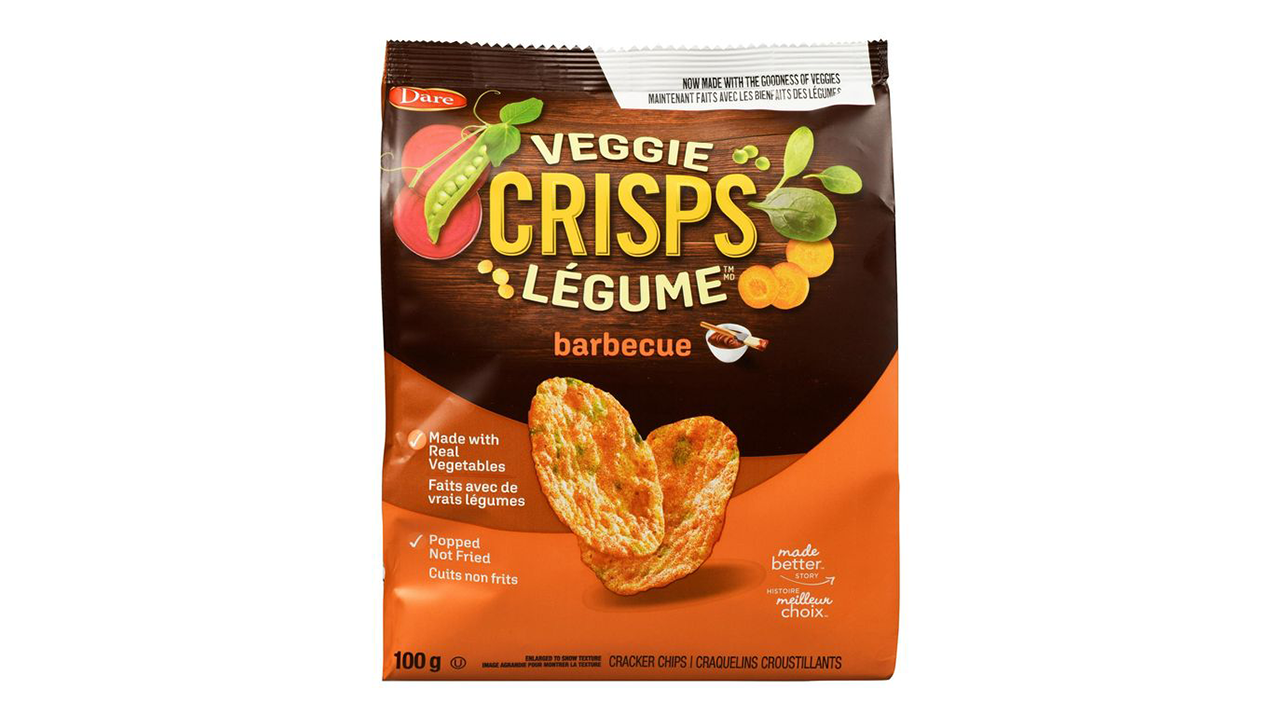 NOW MADE WITH THE GOODNESS OF VEGGIES
MAINTENANT FAITS AVEC LES BIENFAITS DES LÉGUMES
Dare
VEGGIE
CRISPS
LÉGUME
TM
MD
barbecue
Made with
Real
Vegetables
Faits avec de
vrais légumes
Popped
Not Fried
Cuits non frits
made
better
STORY
HISTOIRE
meilleur
choix
100 g
U
ENLARGED TO SHOW TEXTURE
IMAGE AGRANDIE POUR MONTRER LA TEXTURE
CRACKER CHIPS | CRAQUELINS CROUSTILLANTS